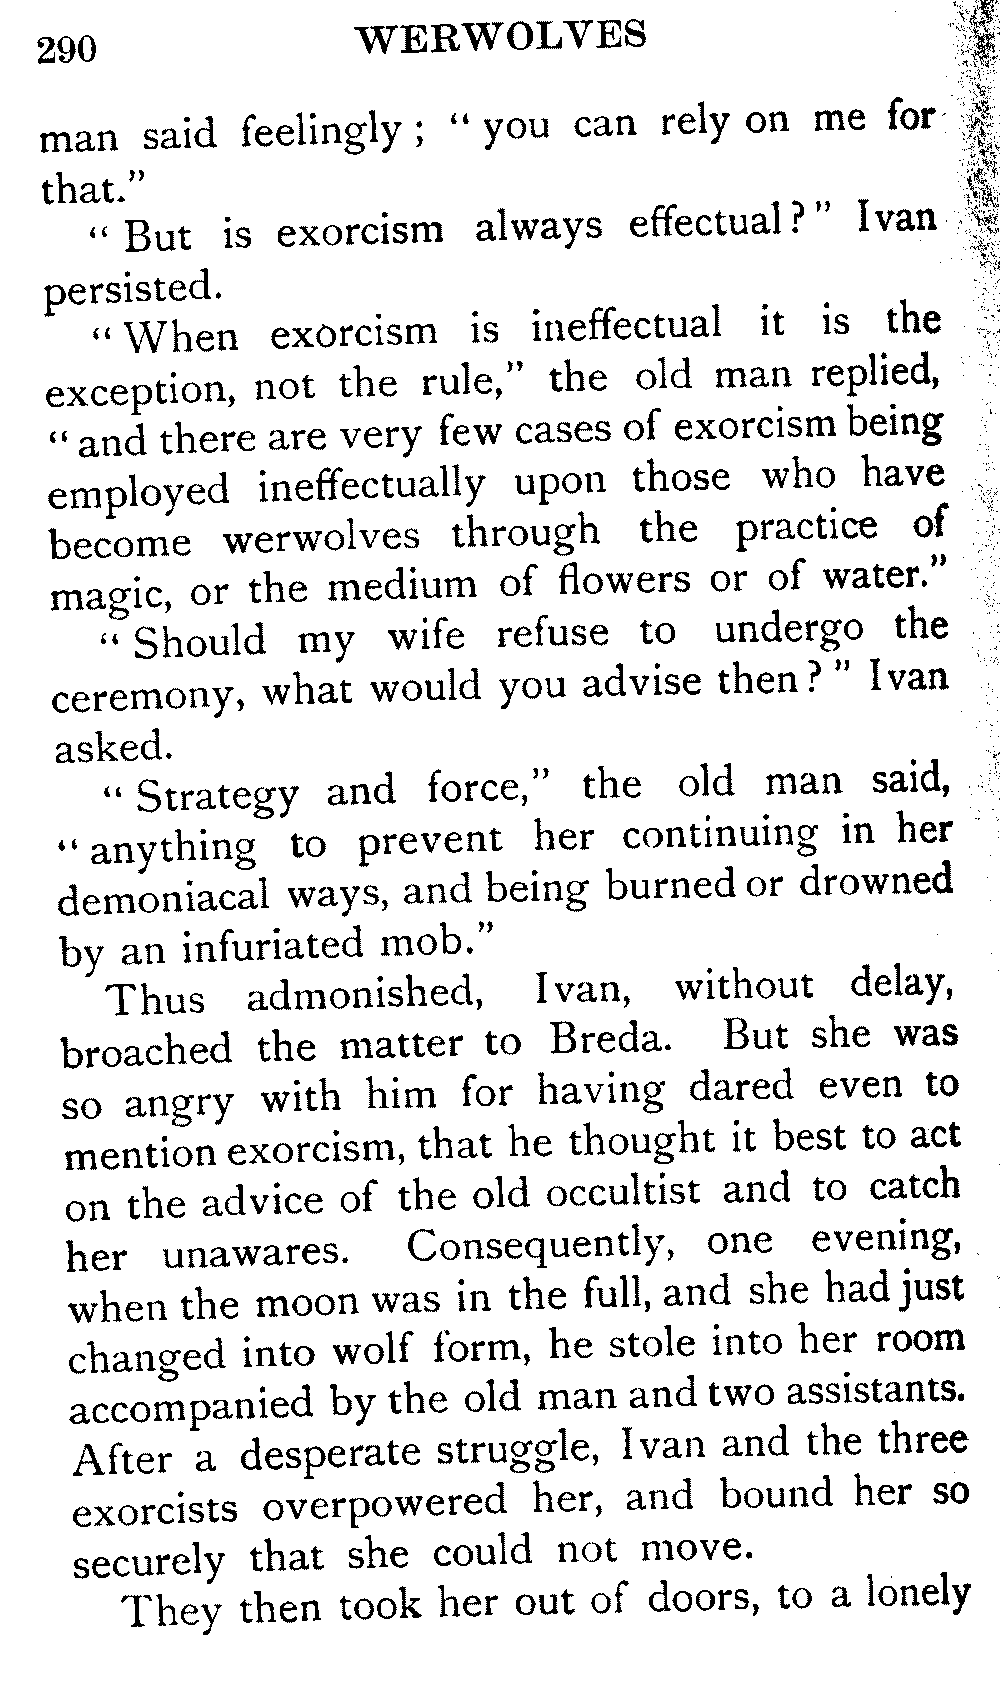 290 WERWOLVES
man said feelingly ; “ you can rely on me for
that.”
“ But is exorcism always effectual ? ” Ivan
persisted.
“ When exorcism is ineffectual it is the
exception, not the rule,” the old man replied,
“ and there are very few cases of exorcism being
employed ineffectually upon those who have
become werwolves through the practice of
magic, or the medium of flowers or of water.”
“ Should my wife refuse to undergo the
ceremony, what would you advise then ? ” Ivan
asked.
“ Strategy and force,” the old man said,
“ anything to prevent her continuing in her
demoniacal ways, and being burned or drowned
by an infuriated mob.”
Thus admonished, Ivan, without delay,
broached the matter to Breda. But she was
so angry with him for having dared even to
mention exorcism, that he thought it best to act
on the advice of the old occultist and to catch
her unawares. Consequently, one evening,
when the moon was in the full, and she had just
changed into wolf form, he stole into her room
accompanied by the old man and two assistants.
After a desperate struggle, Ivan and the three
exorcists overpowered her, and bound her so
securely that she could not move.
They then took her out of doors, to a lonely